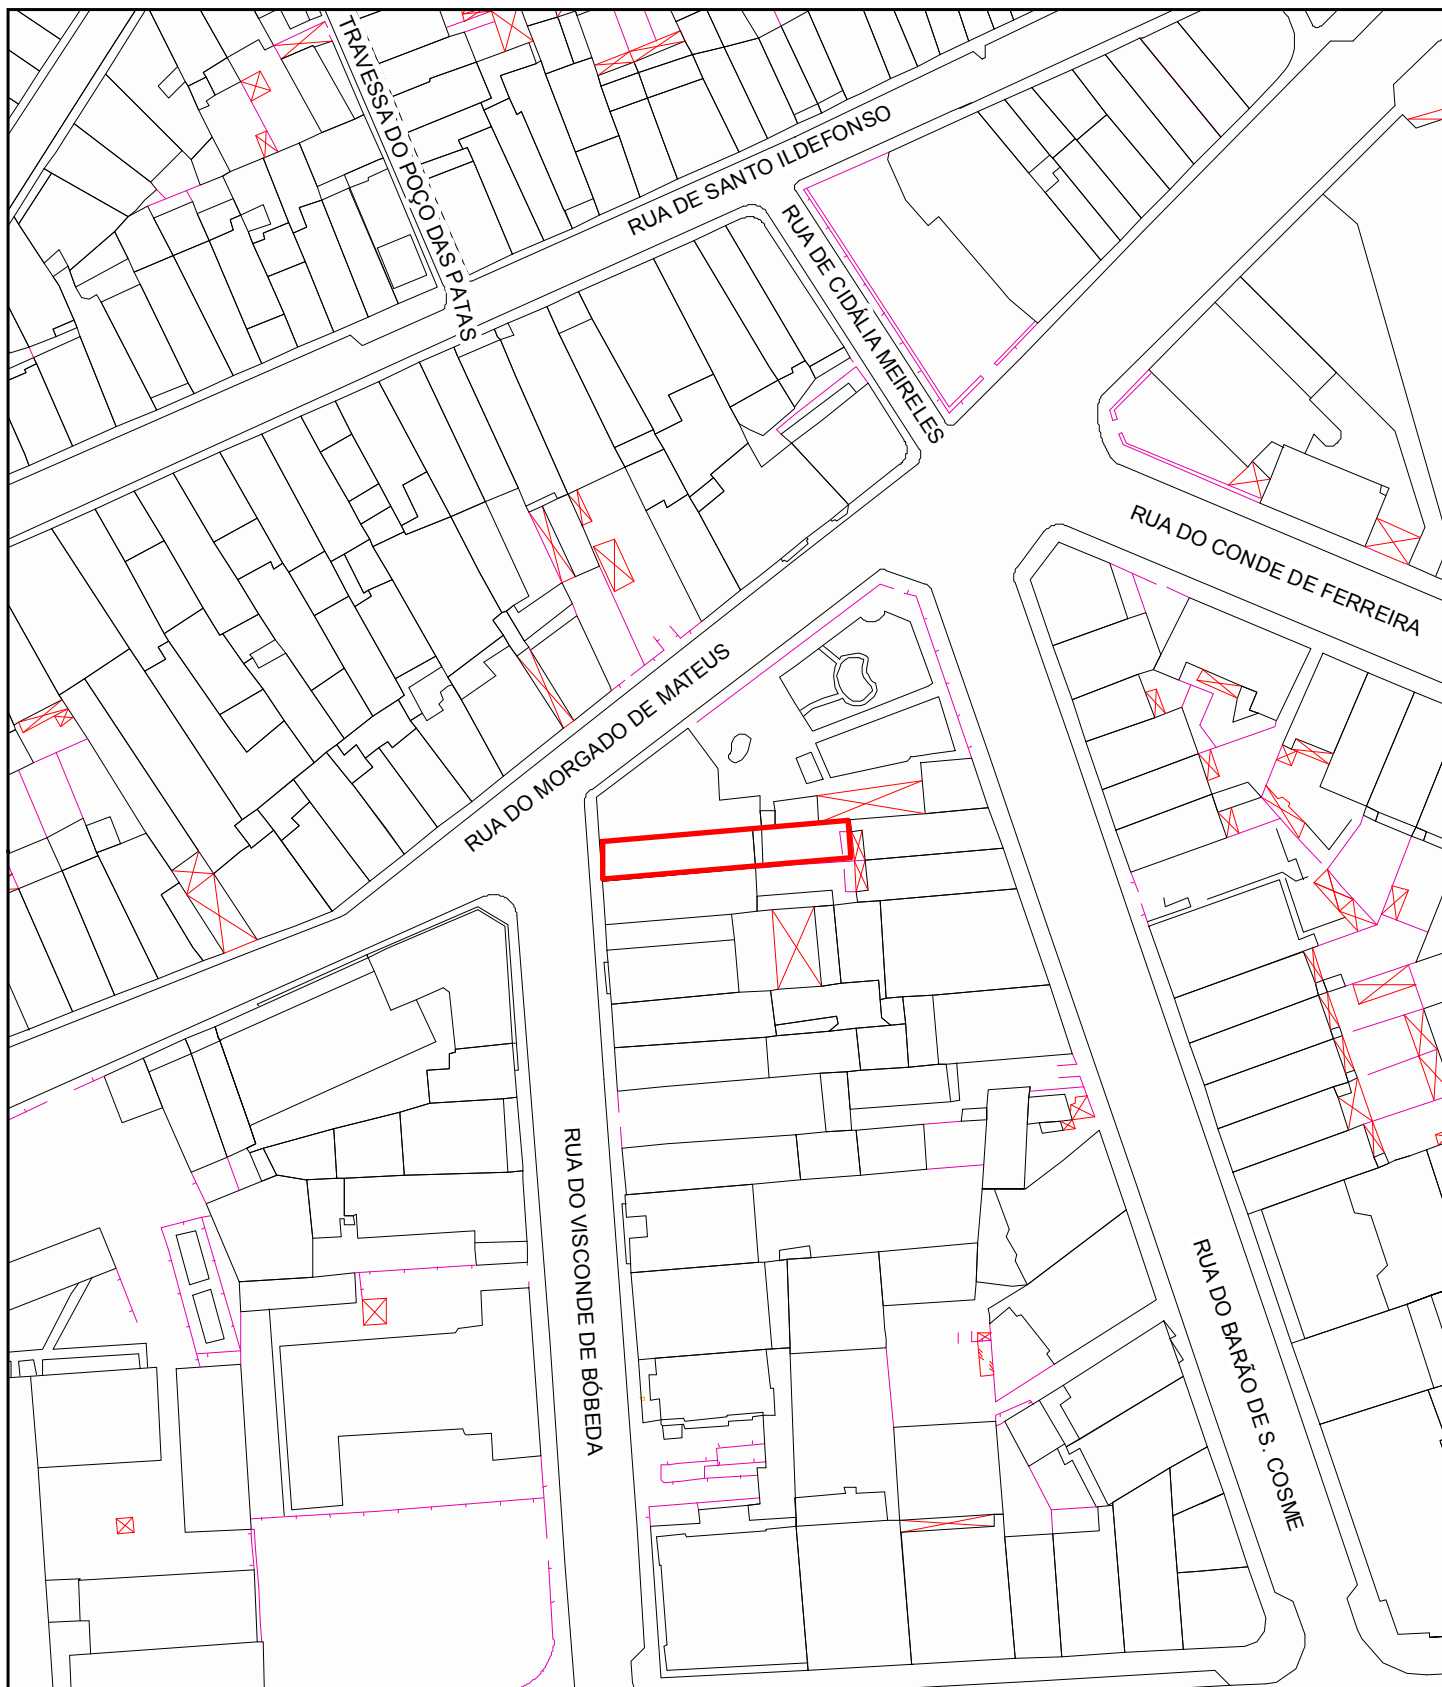 TRAVESSA DO POÇO DAS PATAS
RUA DE SANTO ILDEFONSO
RUA DE CIDÁLIA MEIRELES
RUA DO CONDE DE FERREIRA
RUA DO MORGADO DE MATEUS
RUA DO VISCONDE DE BÓBEDA
RUA DO BARÃO DE S. COSME